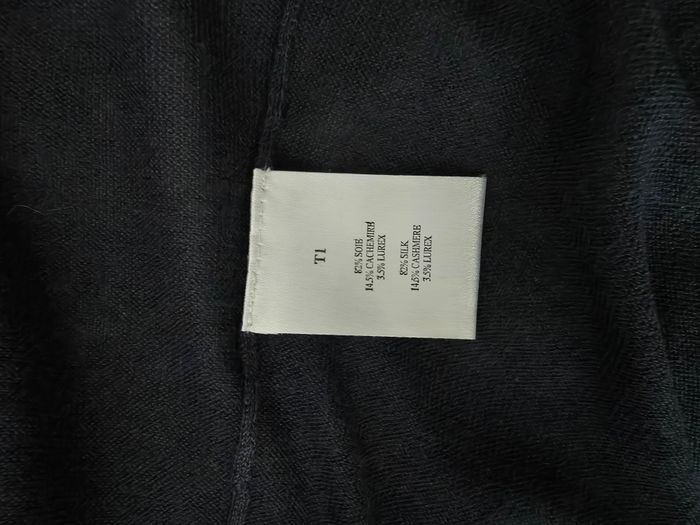 T1
82% SOIE
14.5% CACHEMIRE
3.5% LUREX
82% SILK
14.5% CASHMERE
3.5% LUREX